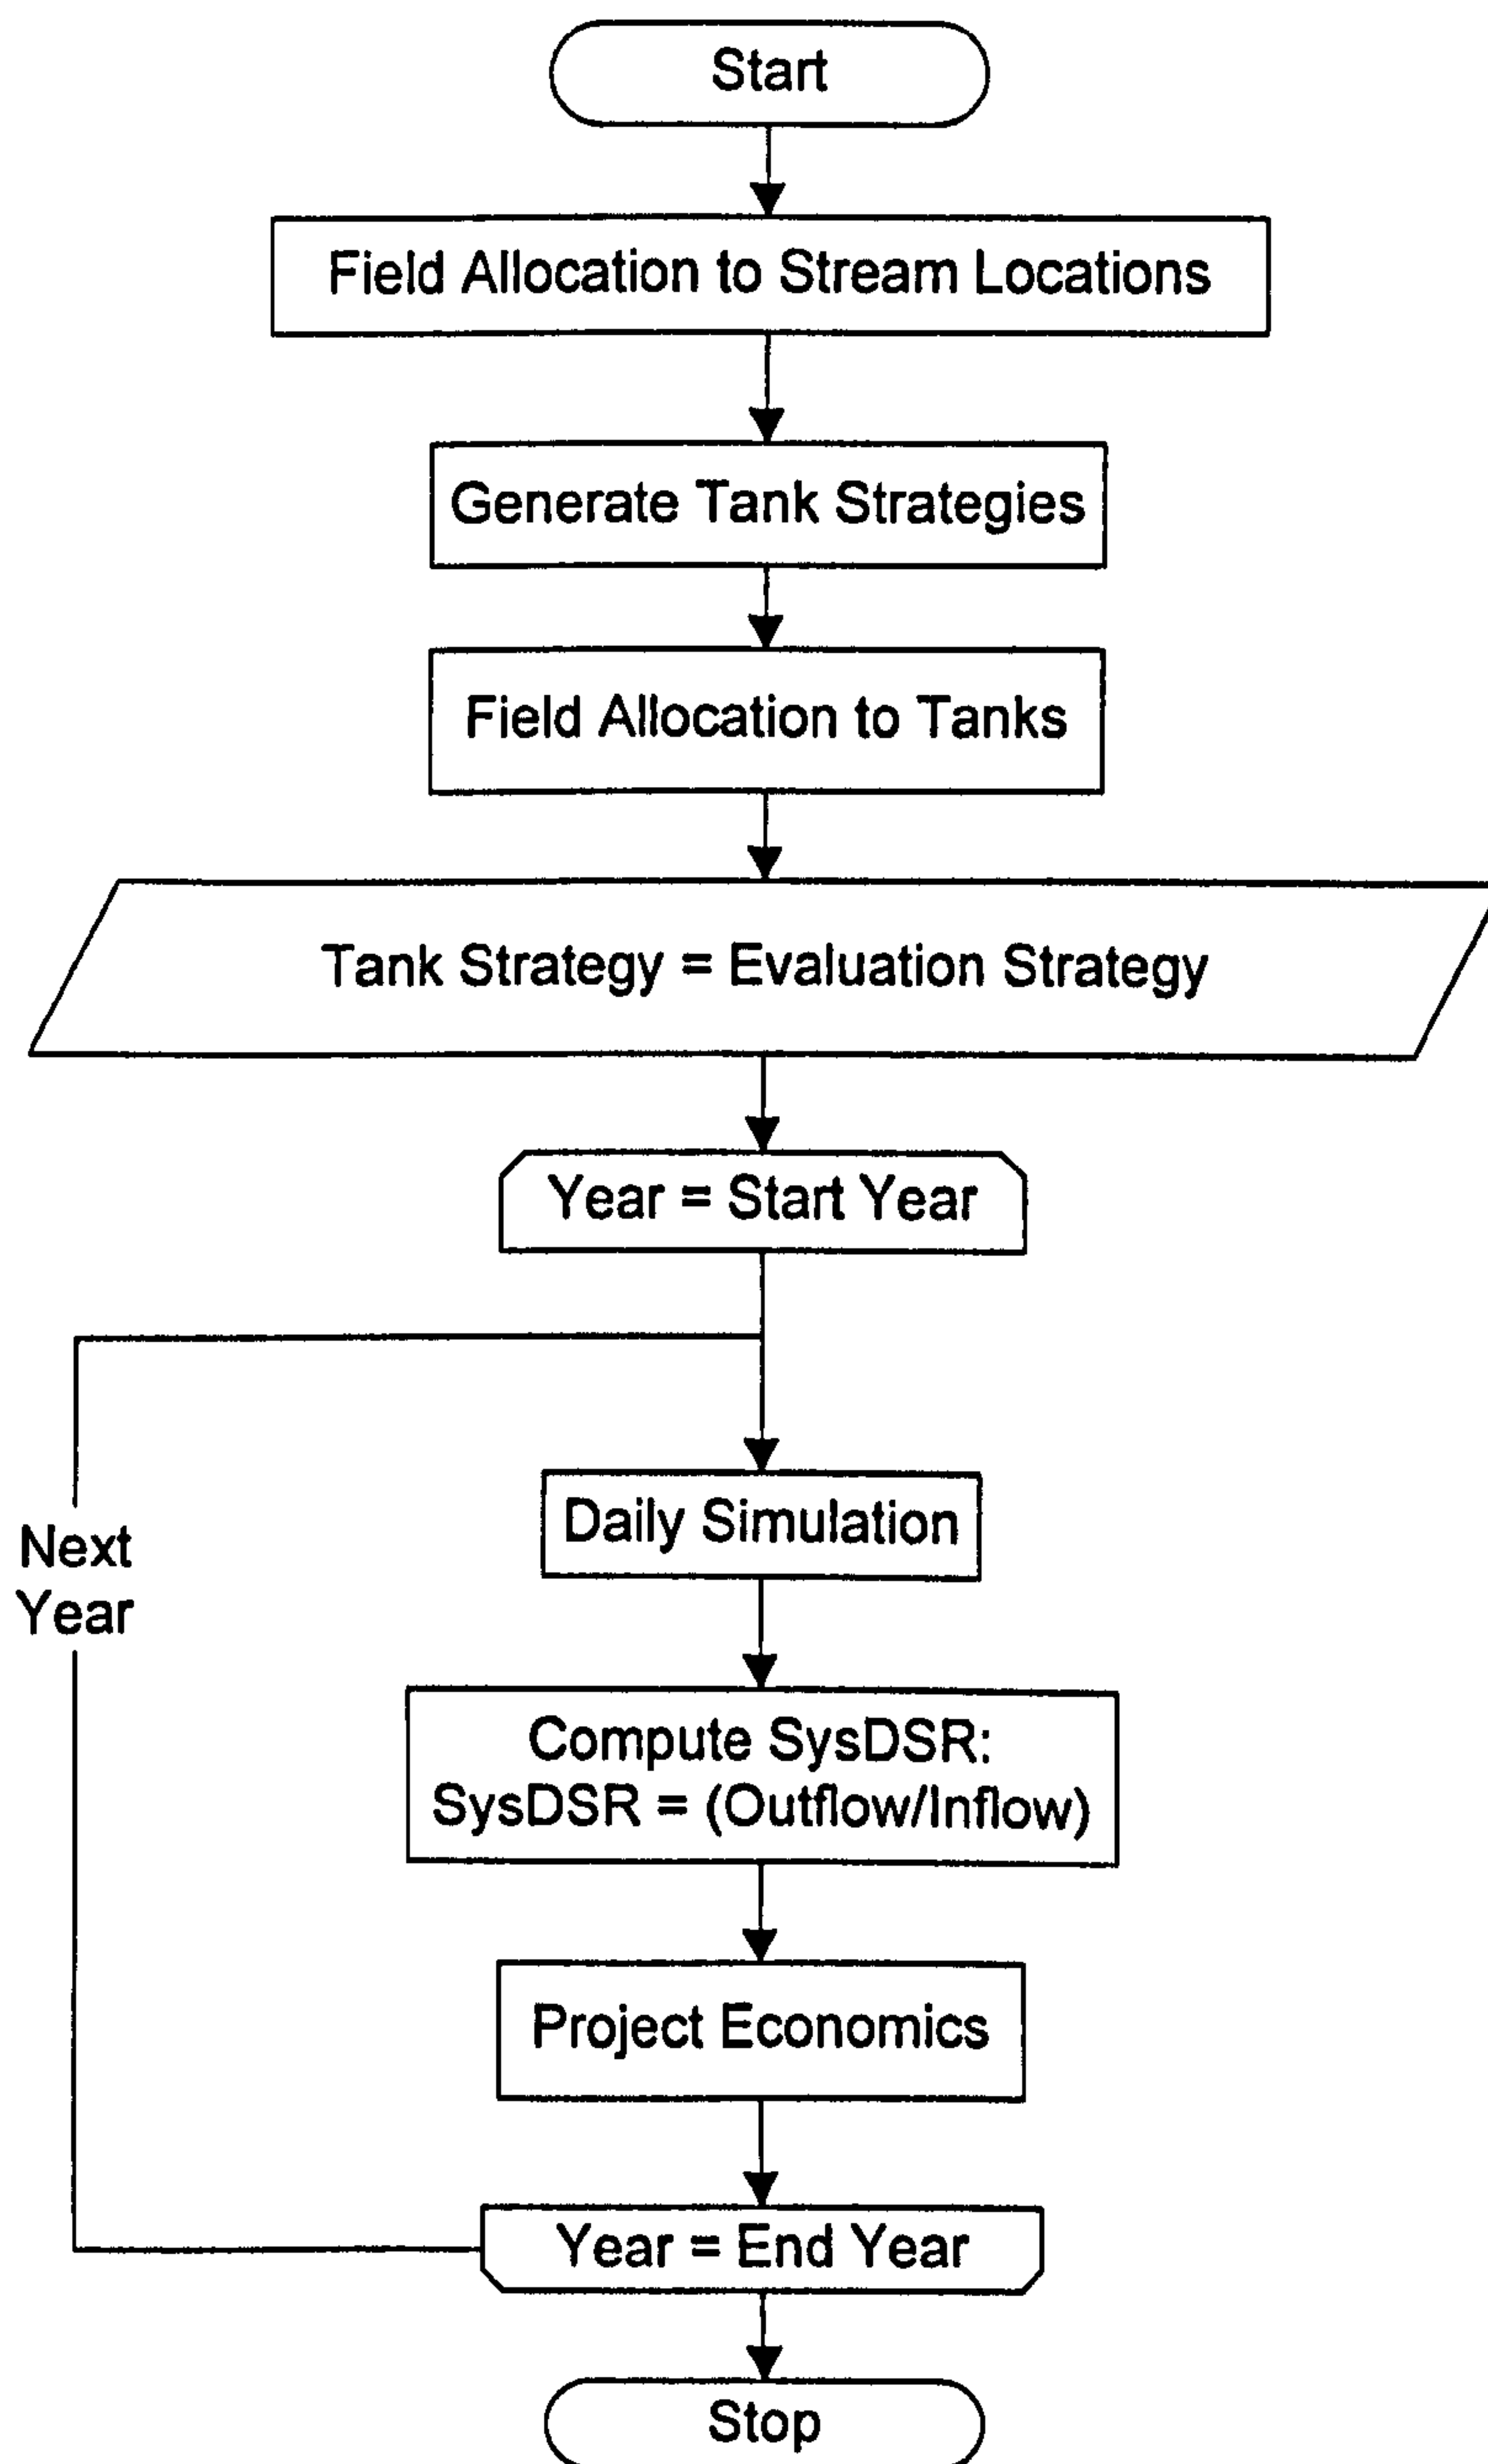 Start
Field Allocation to Stream Locations
Generate Tank Strategies
Field Allocation to Tanks
Tank Strategy = Evaluation Strategy
Year = Start Year
Daily Simulation
Next
Year
Compute SysDSR:
SysDSR = (Outflow/Inflow)
Project Economics
Year = End Year
Stop